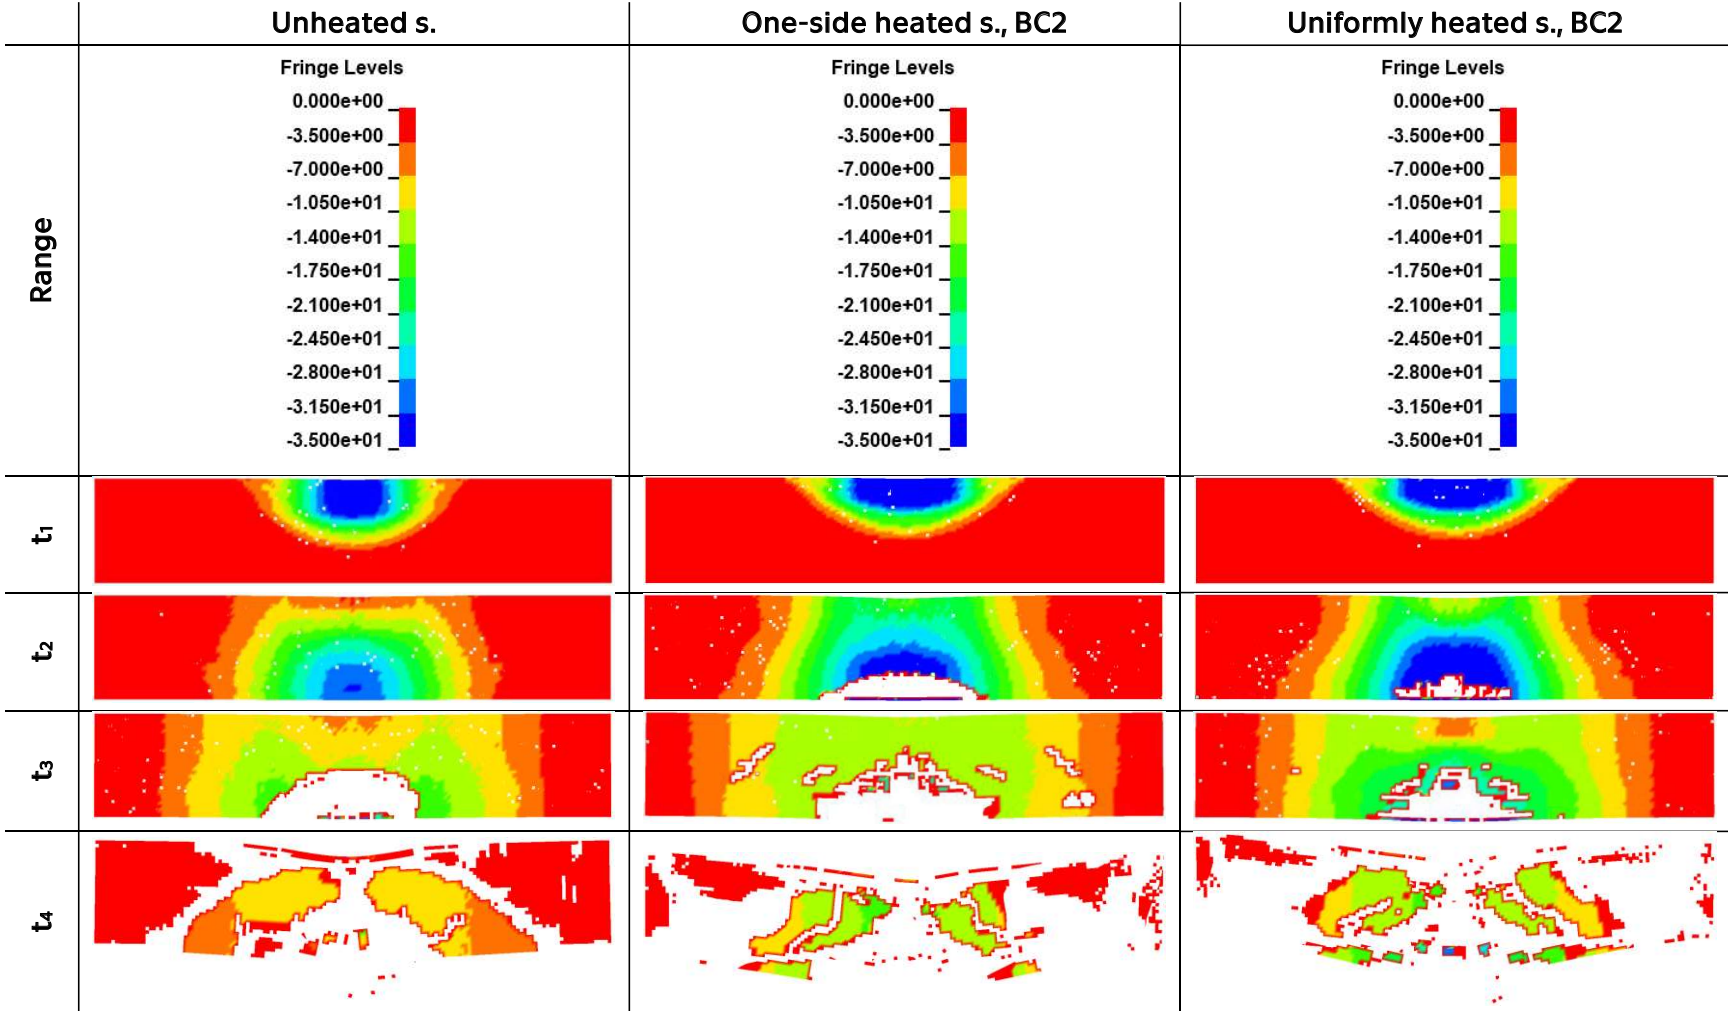 Unheated s.
One-side heated s., BC2
Uniformly heated s., BC2
Range
Fringe Levels
0.000e+00
-3.500e+00
-7.000e+00
-1.050e+01
-1.400e+01
-1.750e+01
-2.100e+01
-2.450e+01
-2.800e+01
-3.150e+01
-3.500e+01
Fringe Levels
0.000e+00
-3.500e+00
-7.000e+00
-1.050e+01
-1.400e+01
-1.750e+01
-2.100e+01
-2.450e+01
-2.800e+01
-3.150e+01
-3.500e+01
Fringe Levels
0.000e+00
-3.500e+00
-7.000e+00
-1.050e+01
-1.400e+01
-1.750e+01
-2.100e+01
-2.450e+01
-2.800e+01
-3.150e+01
-3.500e+01
t1
t2
t3
t4